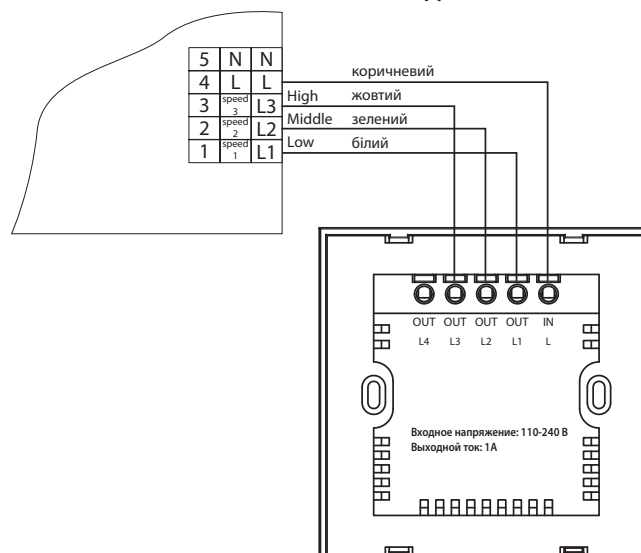 5 N N
4 L L
3 speed 3 L3
2 speed 2 L2
1 speed 1 L1
коричневий
High жовтий
Middle зелений
Low білий
OUT OUT OUT OUT IN
L4 L3 L2 L1 L
Входное напряжение: 110-240 В
Выходной ток: 1А